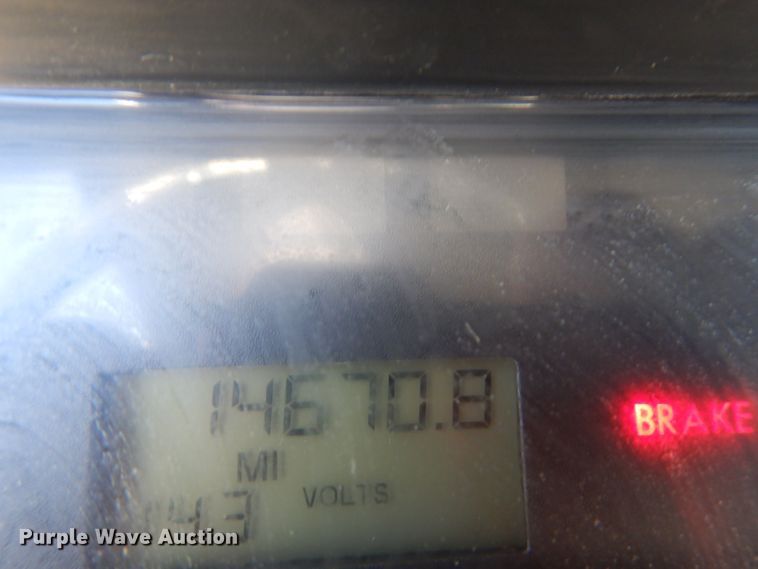 14670.8
BRAKE
MI
VOLTS
Purple Wave Auction